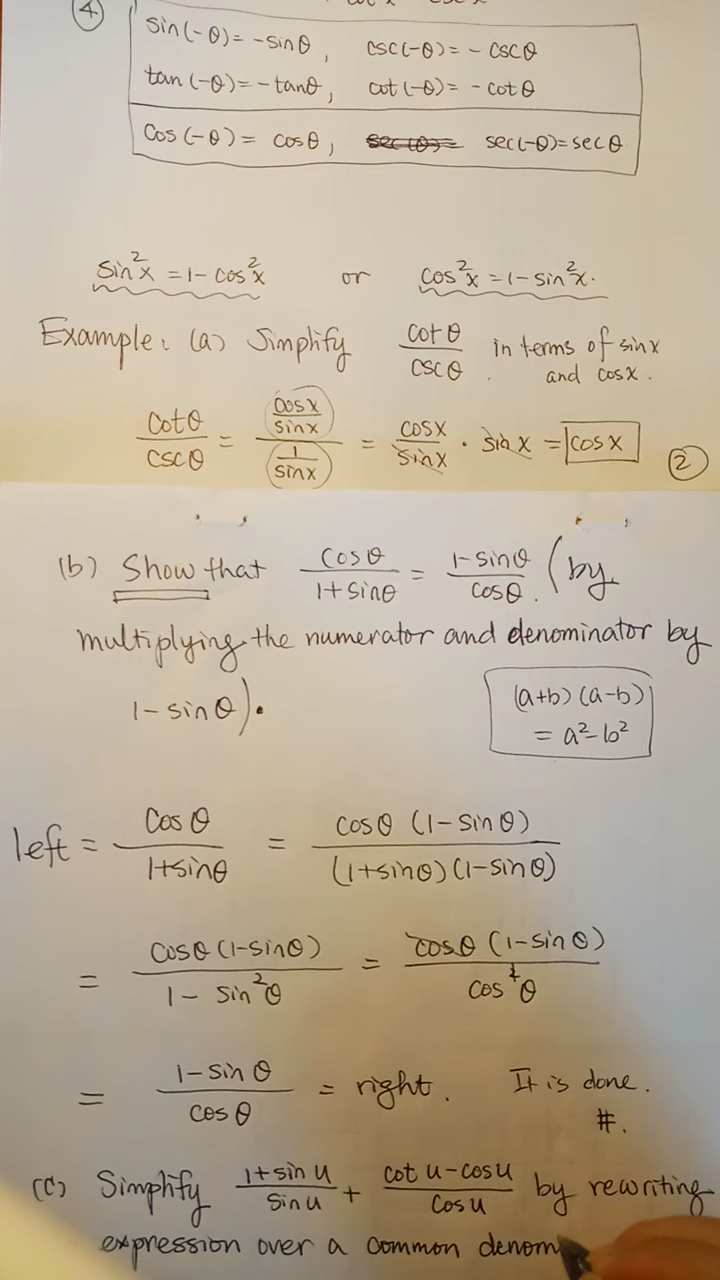 ④
sin(-θ) = -sinθ, csc(-θ) = - cscθ
tan(-θ) = -tanθ, cot(-θ) = - cotθ
cos(-θ) = cosθ, sec(-θ) = sec θ
sin²x = 1 - cos²x or cos²x = 1 - sin²x.
Example: (a) Simplify cotθ/cscθ in terms of sinx
and cosx.
cotθ/cscθ = (cosx/sinx)/(1/sinx) = cosx/sinx · sinx = cosx ②
(b) Show that cosθ/(1+sinθ) = (1-sinθ)/cosθ. (by
multiplying the numerator and denominator by
1 - sinθ).
(a+b)(a-b)
= a²-b²
left = cosθ/(1+sinθ) = cosθ(1-sinθ)/((1+sinθ)(1-sinθ))
= cosθ(1-sinθ)/(1-sin²θ) = cosθ(1-sinθ)/cos²θ
= (1-sinθ)/cosθ = right. It is done.
#.
(c) Simplify (1+sin u)/sin u + (cot u - cos u)/cos u by rewriting
expression over a common denom